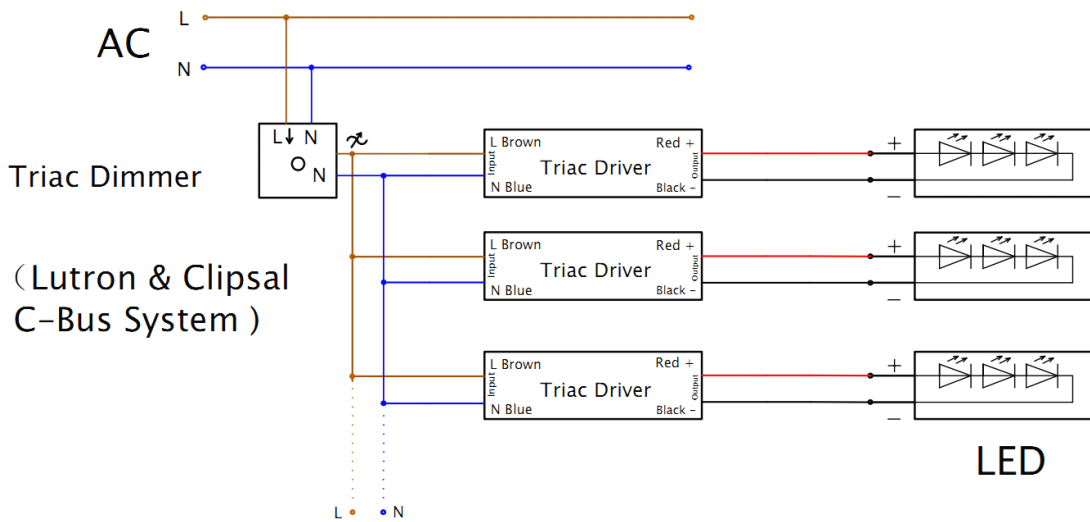 L
AC
N
L N
N
Triac Dimmer
(Lutron & Clipsal
C-Bus System )
L Brown
Input
N Blue
Triac Driver
Red +
Output
Black -
+
-
L Brown
Input
N Blue
Triac Driver
Red +
Output
Black -
+
-
L Brown
Input
N Blue
Triac Driver
Red +
Output
Black -
+
-
LED
L
N